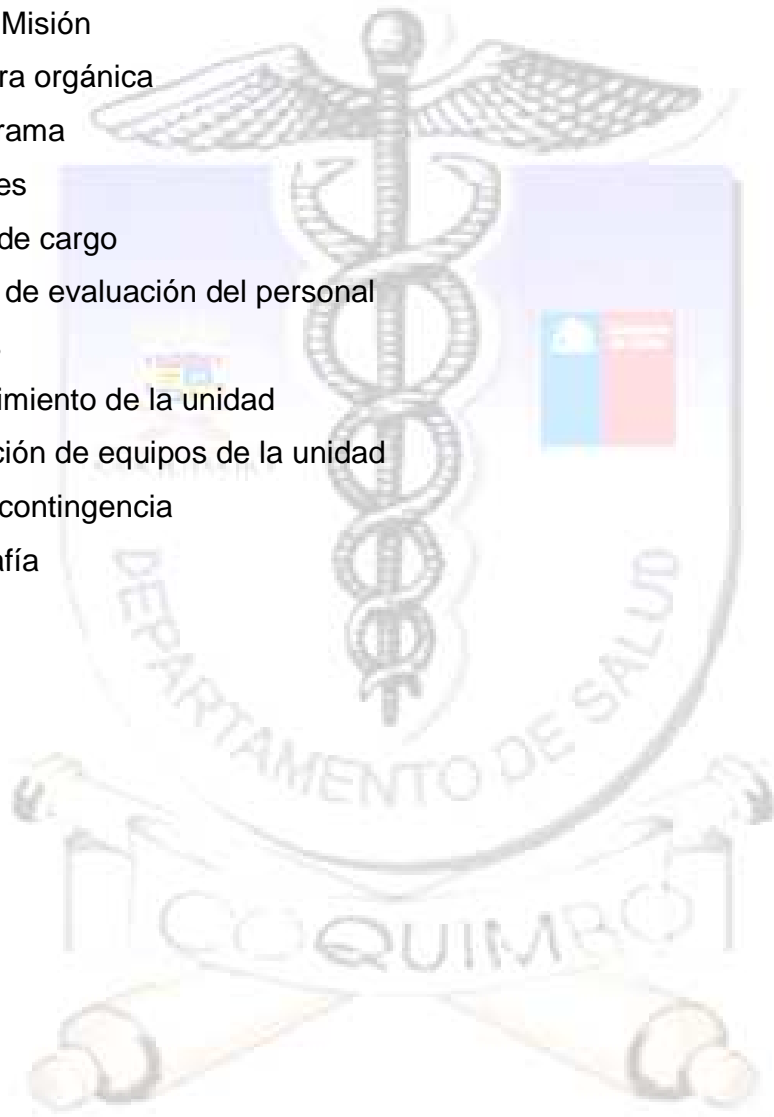 Misión
ra orgánica
rama
es
de cargo
de evaluación del personal
imiento de la unidad
ción de equipos de la unidad
contingencia
afía
DEPARTAMENTO DE SALUD
COQUIMBO